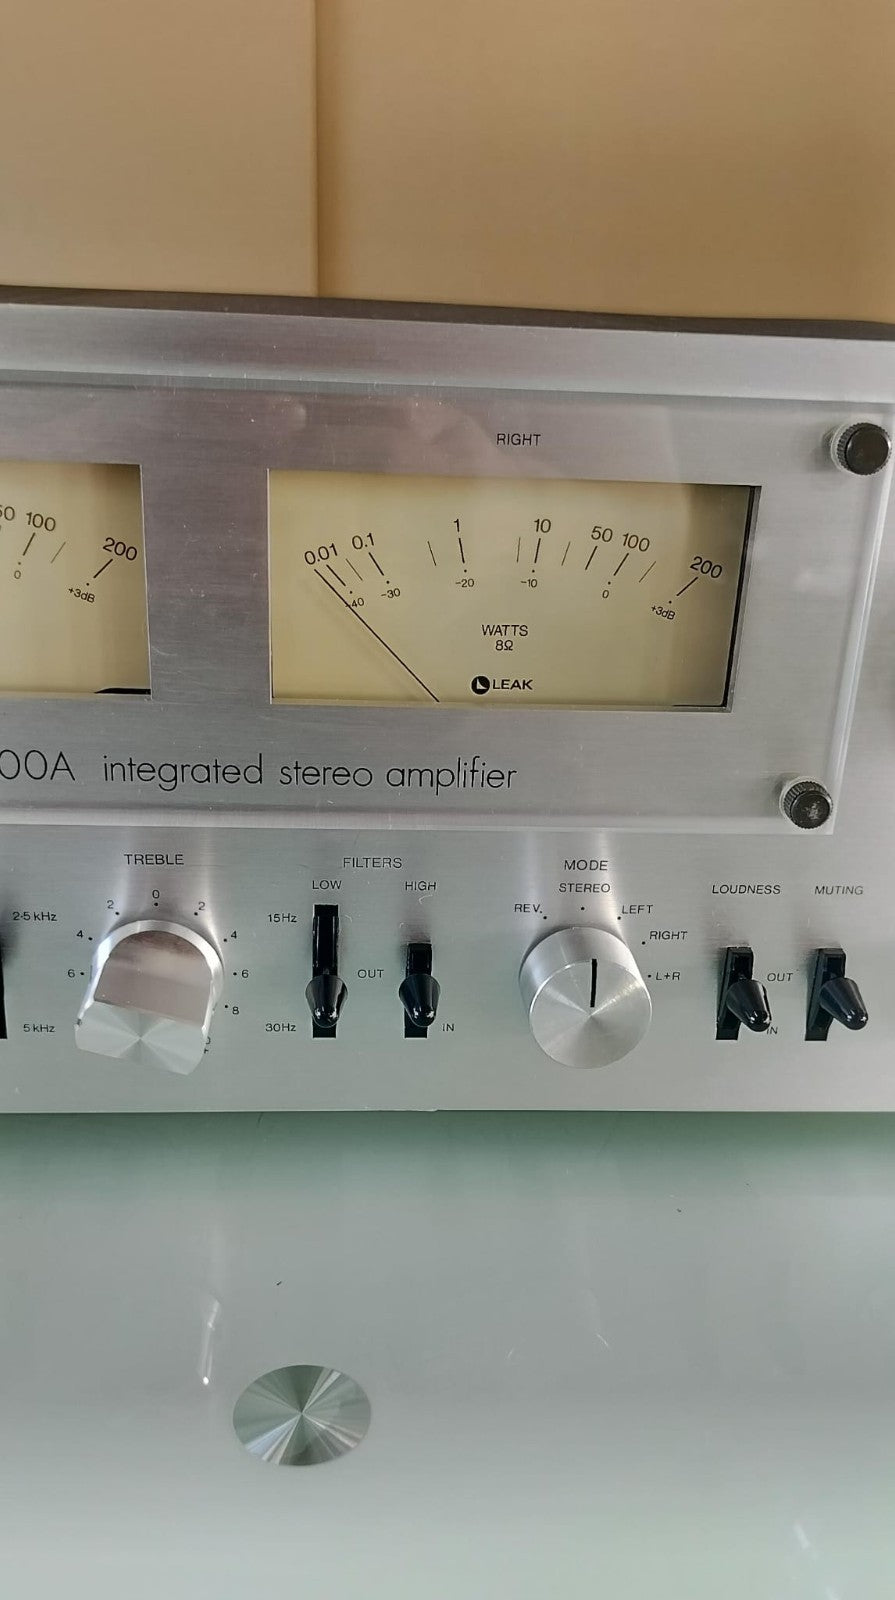 RIGHT
100
200
0
+3dB
0.01 0.1 1 10 50 100 200
-40 -30 -20 -10 0 +3dB
WATTS
8Ω
LEAK
00A integrated stereo amplifier
TREBLE
2 0 2
4 4
6 6
8
2·5 kHz
5 kHz
FILTERS
LOW HIGH
15Hz
OUT
30Hz
IN
MODE
STEREO
REV. LEFT
RIGHT
L+R
LOUDNESS MUTING
OUT
IN